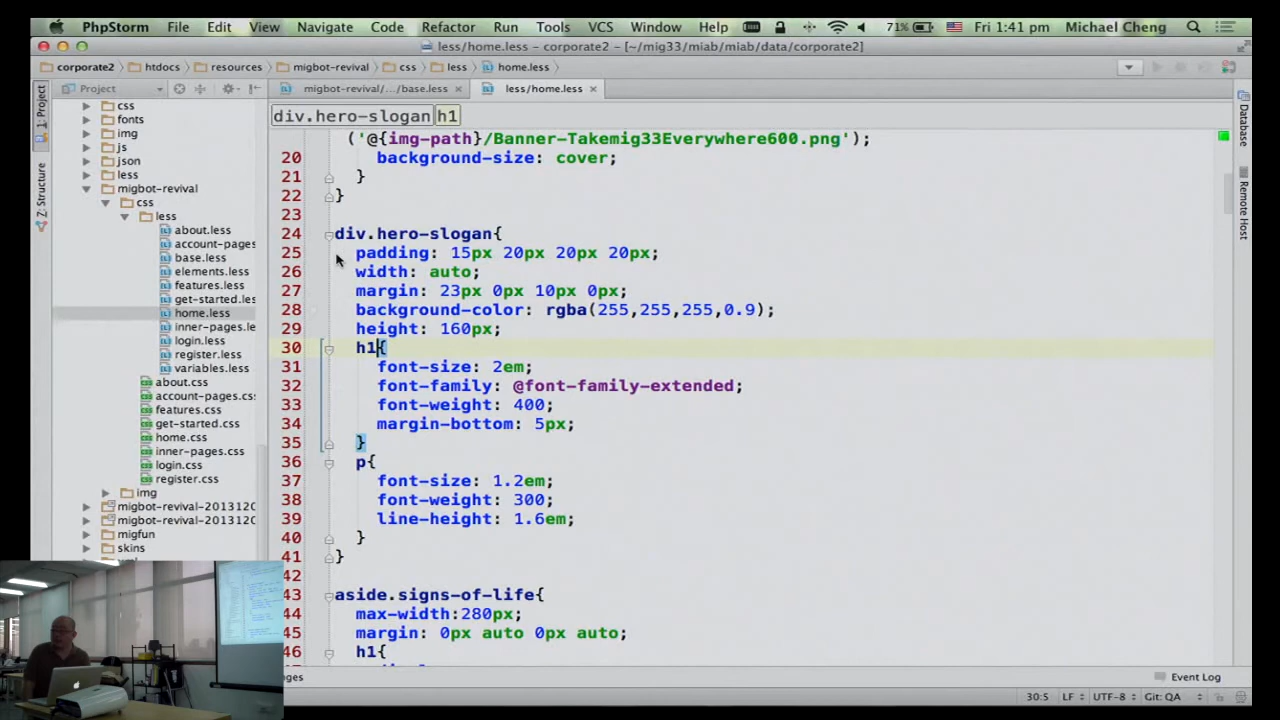 PhpStorm File Edit View Navigate Code Refactor Run Tools VCS Window Help 71% Fri 1:41 pm Michael Cheng
less/home.less - corporate2 - [~/mig33/miab/miab/data/corporate2]
corporate2 htdocs resources migbot-revival css less home.less
Project
migbot-revival/.../base.less
less/home.less
1: Project
Z: Structure
Database
Remote Host
css
fonts
img
js
json
less
migbot-revival
css
less
about.less
account-pages
base.less
elements.less
features.less
get-started.les
home.less
inner-pages.le
login.less
register.less
variables.less
about.css
account-pages.cs
features.css
get-started.css
home.css
inner-pages.css
login.css
register.css
img
migbot-revival-2013120
migbot-revival-2013120
migfun
skins
div.hero-slogan h1
('@{img-path}/Banner-Takemig33Everywhere600.png');
20 background-size: cover;
21 }
22 }
23
24 div.hero-slogan{
25 padding: 15px 20px 20px 20px;
26 width: auto;
27 margin: 23px 0px 10px 0px;
28 background-color: rgba(255,255,255,0.9);
29 height: 160px;
30 h1{
31 font-size: 2em;
32 font-family: @font-family-extended;
33 font-weight: 400;
34 margin-bottom: 5px;
35 }
36 p{
37 font-size: 1.2em;
38 font-weight: 300;
39 line-height: 1.6em;
40 }
41 }
42
43 aside.signs-of-life{
44 max-width:280px;
45 margin: 0px auto 0px auto;
46 h1{
nges
Event Log
30:5 LF UTF-8 Git: QA